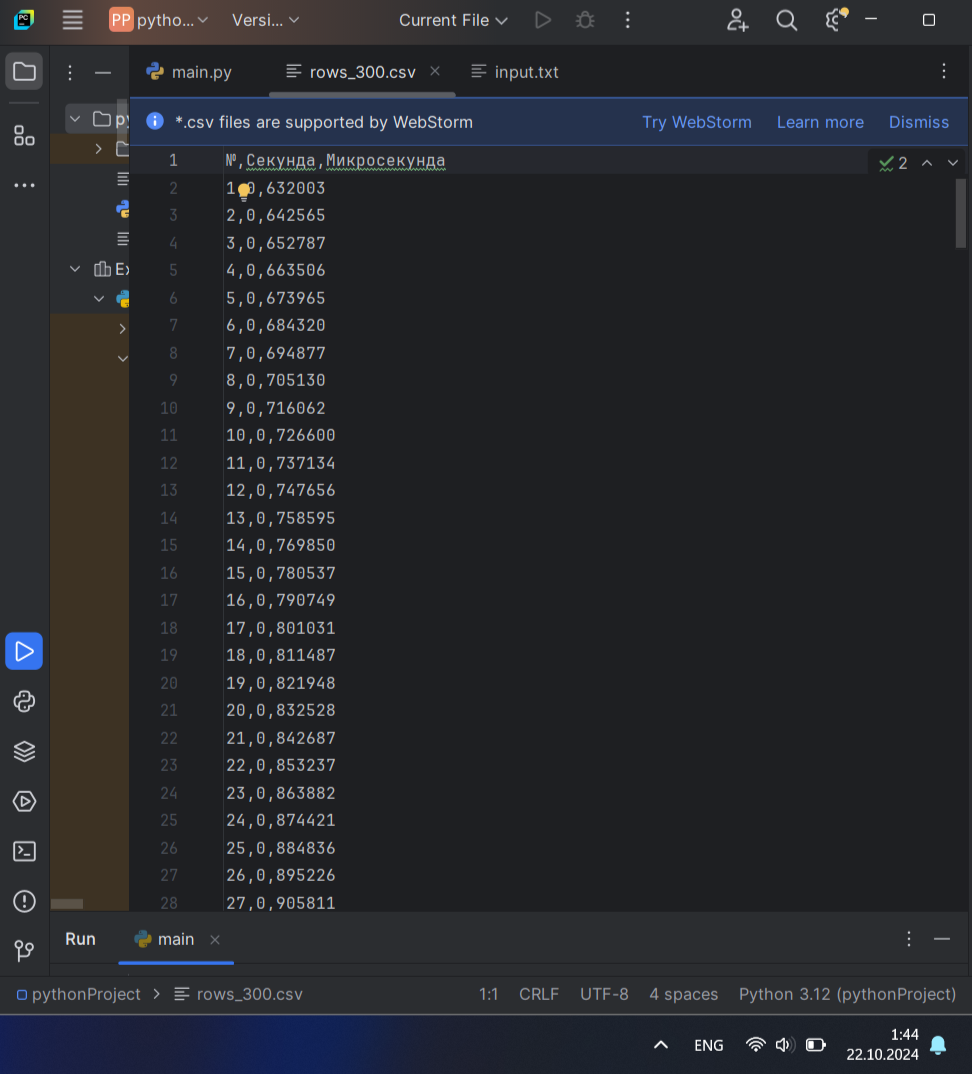 PC
PP pytho... Versi... Current File
main.py rows_300.csv input.txt
*.csv files are supported by WebStorm Try WebStorm Learn more Dismiss
py
Ex
2
1 №,Секунда,Микросекунда
2 1,0,632003
3 2,0,642565
4 3,0,652787
5 4,0,663506
6 5,0,673965
7 6,0,684320
8 7,0,694877
9 8,0,705130
10 9,0,716062
11 10,0,726600
12 11,0,737134
13 12,0,747656
14 13,0,758595
15 14,0,769850
16 15,0,780537
17 16,0,790749
18 17,0,801031
19 18,0,811487
20 19,0,821948
21 20,0,832528
22 21,0,842687
23 22,0,853237
24 23,0,863882
25 24,0,874421
26 25,0,884836
27 26,0,895226
28 27,0,905811
Run main
pythonProject > rows_300.csv 1:1 CRLF UTF-8 4 spaces Python 3.12 (pythonProject)
ENG 1:44
22.10.2024